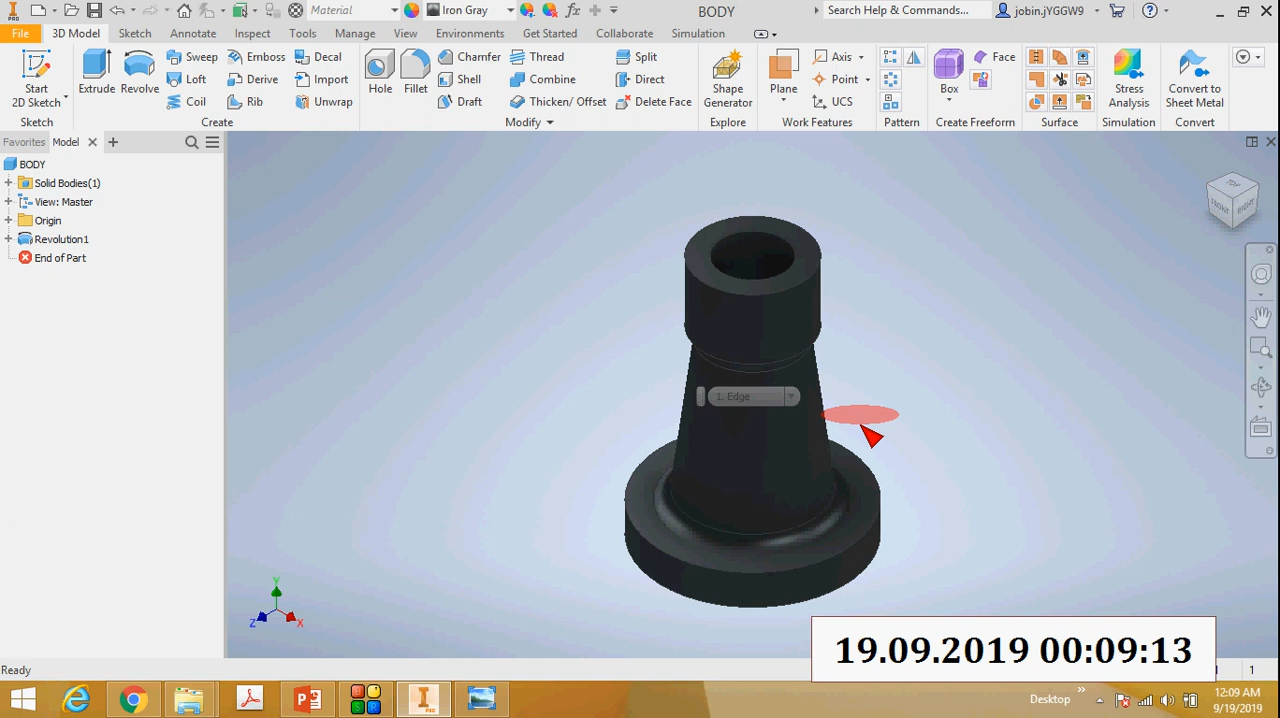 PRO Material Iron Gray fx BODY Search Help & Commands... jobin.jYGGW9
File 3D Model Sketch Annotate Inspect Tools Manage View Environments Get Started Collaborate Simulation
Start 2D Sketch
Extrude Revolve
Sweep Emboss Decal
Loft Derive Import
Coil Rib Unwrap
Hole Fillet
Chamfer Thread Split
Shell Combine Direct
Draft Thicken/ Offset Delete Face
Shape Generator
Plane
Axis
Point
UCS
Box
Face
Stress Analysis
Convert to Sheet Metal
Sketch Create Modify Explore Work Features Pattern Create Freeform Surface Simulation Convert
Favorites Model
BODY
Solid Bodies(1)
View: Master
Origin
Revolution1
End of Part
TOP
FRONT RIGHT
1. Edge
Y
Z X
19.09.2019 00:09:13
Ready 1
Desktop 12:09 AM
9/19/2019